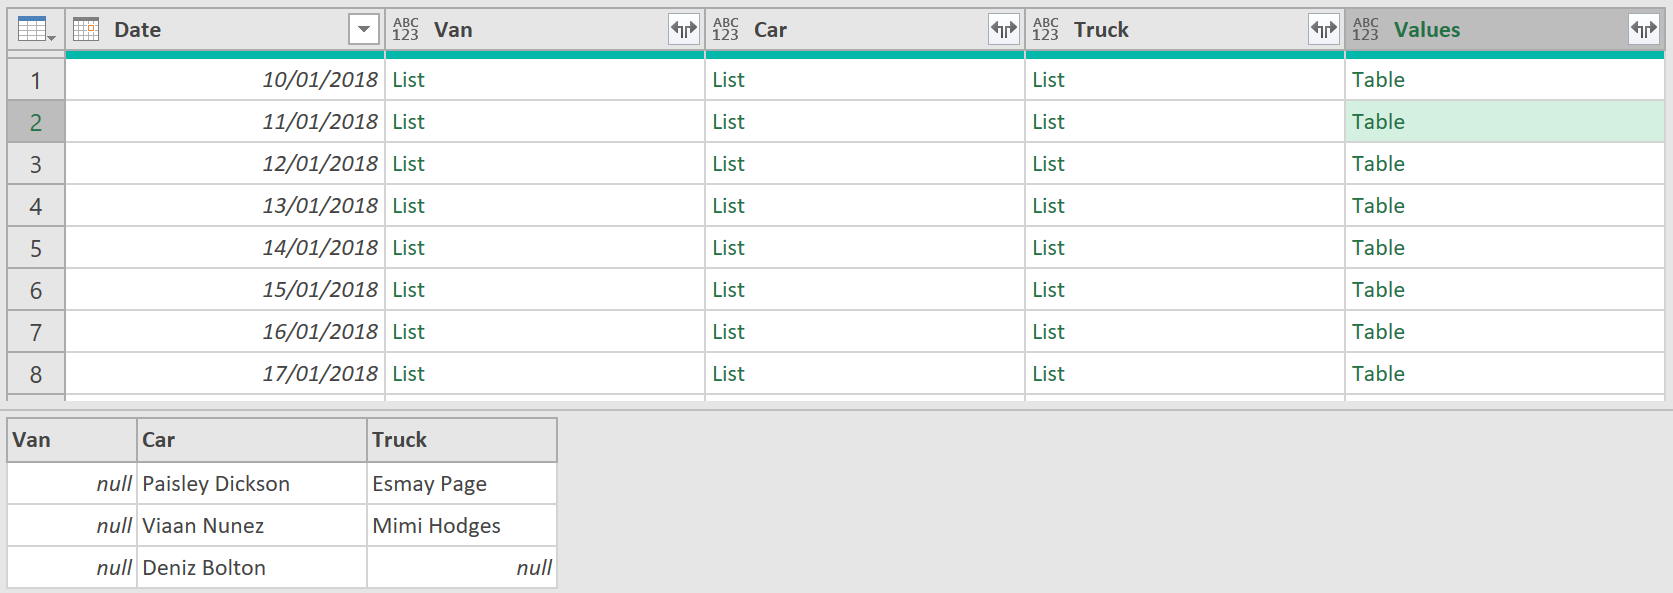 Date ABC 123 Van ABC 123 Car ABC 123 Truck ABC 123 Values
1 10/01/2018 List List List Table
2 11/01/2018 List List List Table
3 12/01/2018 List List List Table
4 13/01/2018 List List List Table
5 14/01/2018 List List List Table
6 15/01/2018 List List List Table
7 16/01/2018 List List List Table
8 17/01/2018 List List List Table
Van Car Truck
null Paisley Dickson Esmay Page
null Viaan Nunez Mimi Hodges
null Deniz Bolton null